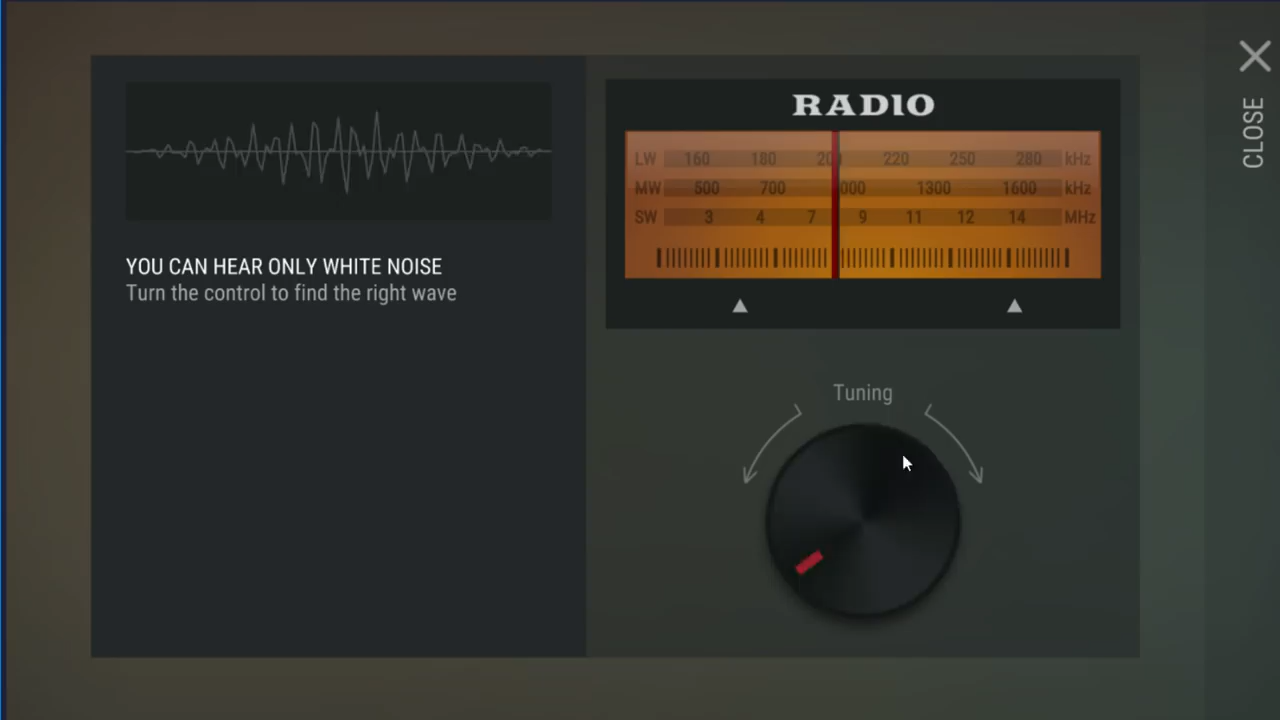 RADIO
LW 160 180 20 220 250 280 kHz
MW 500 700 000 1300 1600 kHz
SW 3 4 7 9 11 12 14 MHz
YOU CAN HEAR ONLY WHITE NOISE
Turn the control to find the right wave
Tuning
CLOSE